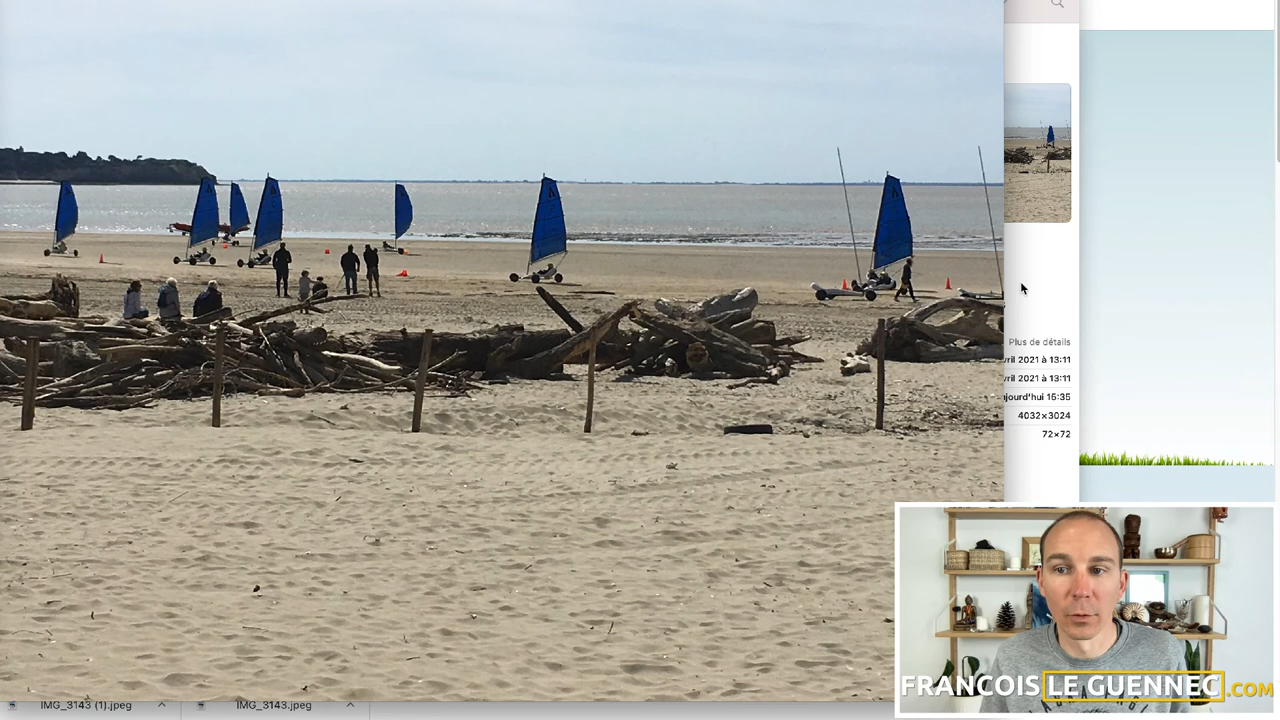 Plus de détails
vril 2021 à 13:11
vril 2021 à 13:11
ujourd'hui 16:35
4032×3024
72×72
FRANCOIS LE GUENNEC.COM
IMG_3143 (1).jpeg
IMG_3143.jpeg